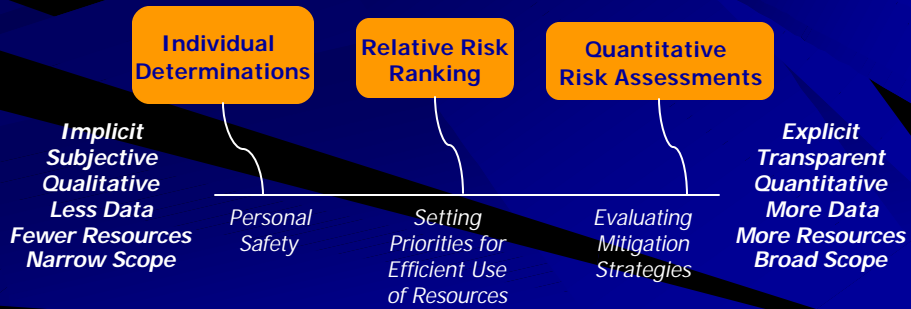 Individual
Determinations
Relative Risk
Ranking
Quantitative
Risk Assessments
Implicit
Subjective
Qualitative
Less Data
Fewer Resources
Narrow Scope
Personal
Safety
Setting
Priorities for
Efficient Use
of Resources
Evaluating
Mitigation
Strategies
Explicit
Transparent
Quantitative
More Data
More Resources
Broad Scope